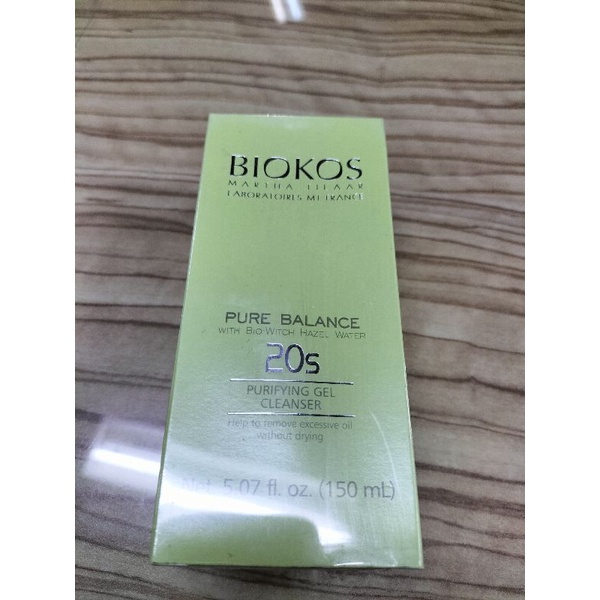 BIOKOS
MARTHA TILAAR
LABORATOIRES MT FRANCE
PURE BALANCE
WITH BIO WITCH HAZEL WATER
20s
PURIFYING GEL
CLEANSER
Help to remove excessive oil
without drying
Net. 5.07 fl. oz. (150 mL)